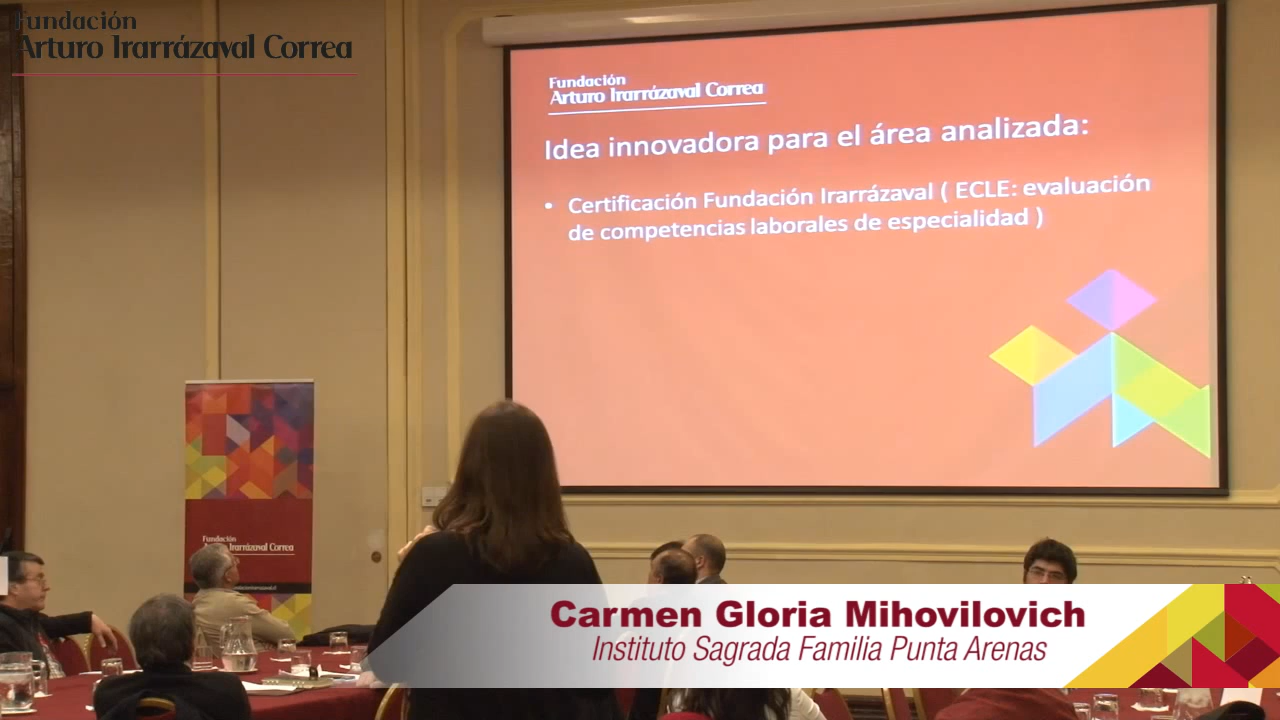 Fundación
Arturo Irarrázaval Correa
Fundación
Arturo Irarrázaval Correa
Idea innovadora para el área analizada:
• Certificación Fundación Irarrázaval ( ECLE: evaluación
de competencias laborales de especialidad )
Fundación
Irarrázaval Correa
Carmen Gloria Mihovilovich
Instituto Sagrada Familia Punta Arenas